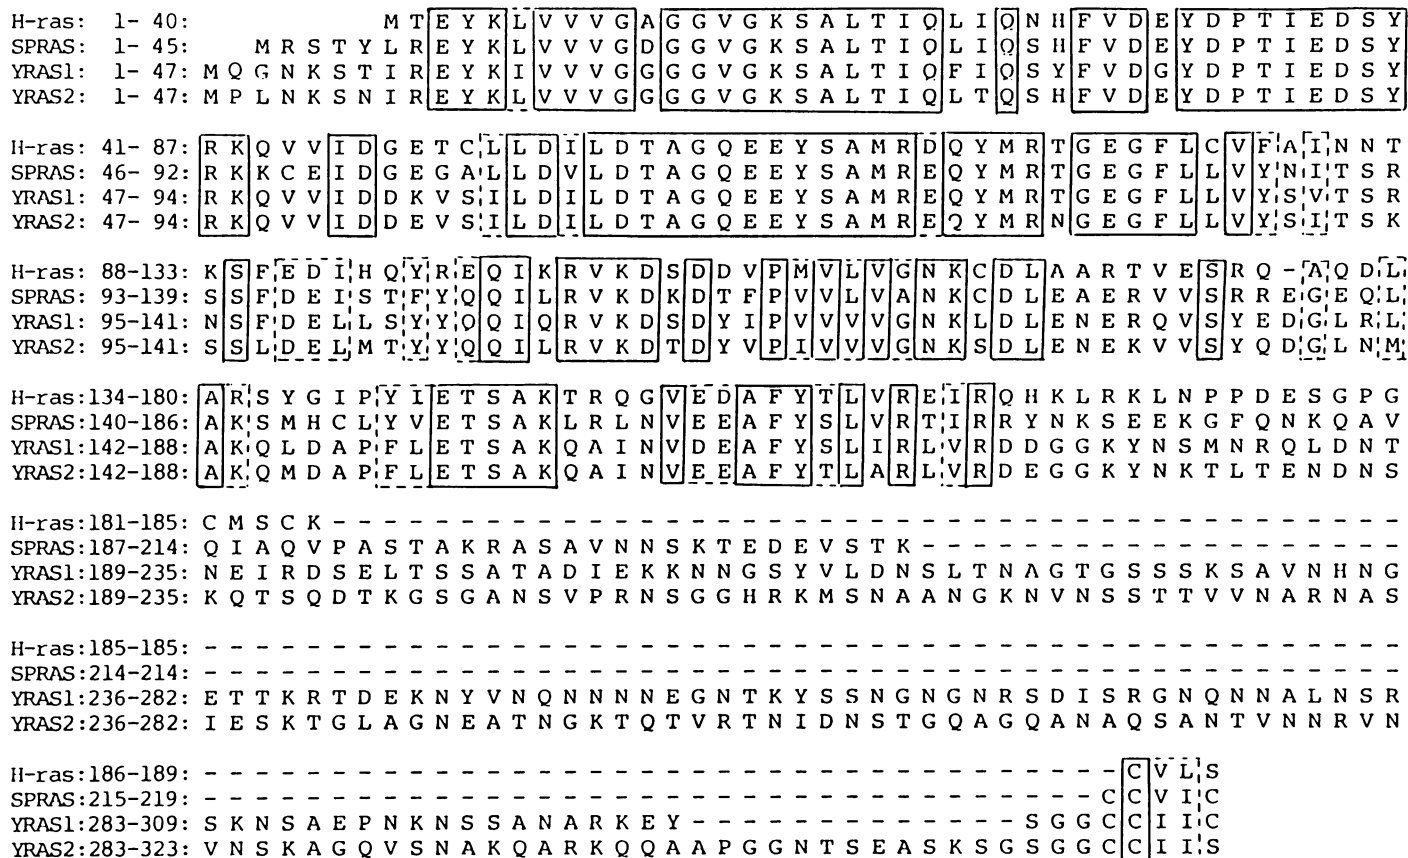 H-ras: 1- 40: M T E Y K L V V V G A G G V G K S A L T I Q L I Q N H F V D E Y D P T I E D S Y
SPRAS: 1- 45: M R S T Y L R E Y K L V V V G D G G V G K S A L T I Q L I Q S H F V D E Y D P T I E D S Y
YRAS1: 1- 47: M Q G N K S T I R E Y K I V V V G G G G V G K S A L T I Q F I Q S Y F V D G Y D P T I E D S Y
YRAS2: 1- 47: M P L N K S N I R E Y K L V V V G G G G V G K S A L T I Q L T Q S H F V D E Y D P T I E D S Y
H-ras: 41- 87: R K Q V V I D G E T C L L D I L D T A G Q E E Y S A M R D Q Y M R T G E G F L C V F A I N N T
SPRAS: 46- 92: R K K C E I D G E G A L L D V L D T A G Q E E Y S A M R E Q Y M R T G E G F L L V Y N I T S R
YRAS1: 47- 94: R K Q V V I D D K V S I L D I L D T A G Q E E Y S A M R E Q Y M R T G E G F L L V Y S V T S R
YRAS2: 47- 94: R K Q V V I D D E V S I L D I L D T A G Q E E Y S A M R E Q Y M R N G E G F L L V Y S I T S K
H-ras: 88-133: K S F E D I H Q Y R E Q I K R V K D S D D V P M V L V G N K C D L A A R T V E S R Q - A Q D L
SPRAS: 93-139: S S F D E I S T F Y Q Q I L R V K D K D T F P V V L V A N K C D L E A E R V V S R R E G E Q L
YRAS1: 95-141: N S F D E L L S Y Y Q Q I Q R V K D S D Y I P V V V V G N K L D L E N E R Q V S Y E D G L R L
YRAS2: 95-141: S S L D E L M T Y Y Q Q I L R V K D T D Y V P I V V V G N K S D L E N E K V V S Y Q D G L N M
H-ras:134-180: A R S Y G I P Y I E T S A K T R Q G V E D A F Y T L V R E I R Q H K L R K L N P P D E S G P G
SPRAS:140-186: A K S M H C L Y V E T S A K L R L N V E E A F Y S L V R T I R R Y N K S E E K G F Q N K Q A V
YRAS1:142-188: A K Q L D A P F L E T S A K Q A I N V D E A F Y S L I R L V R D D G G K Y N S M N R Q L D N T
YRAS2:142-188: A K Q M D A P F L E T S A K Q A I N V E E A F Y T L A R L V R D E G G K Y N K T L T E N D N S
H-ras:181-185: C M S C K - - - - - - - - - - - - - - - - - - - - - - - - - - - - - - - - - - - - - - - - - -
SPRAS:187-214: Q I A Q V P A S T A K R A S A V N N S K T E D E V S T K - - - - - - - - - - - - - - - - - - -
YRAS1:189-235: N E I R D S E L T S S A T A D I E K K N N G S Y V L D N S L T N A G T G S S S K S A V N H N G
YRAS2:189-235: K Q T S Q D T K G S G A N S V P R N S G G H R K M S N A A N G K N V N S S T T V V N A R N A S
H-ras:185-185: - - - - - - - - - - - - - - - - - - - - - - - - - - - - - - - - - - - - - - - - - - - - - - -
SPRAS:214-214: - - - - - - - - - - - - - - - - - - - - - - - - - - - - - - - - - - - - - - - - - - - - - - -
YRAS1:236-282: E T T K R T D E K N Y V N Q N N N N E G N T K Y S S N G N G N R S D I S R G N Q N N A L N S R
YRAS2:236-282: I E S K T G L A G N E A T N G K T Q T V R T N I D N S T G Q A G Q A N A Q S A N T V N N R V N
H-ras:186-189: - - - - - - - - - - - - - - - - - - - - - - - - - - - - - - - - - - - - C V L S
SPRAS:215-219: - - - - - - - - - - - - - - - - - - - - - - - - - - - - - - - - - - - C C V I C
YRAS1:283-309: S K N S A E P N K N S S A N A R K E Y - - - - - - - - - - - - - S G G C C I I C
YRAS2:283-323: V N S K A G Q V S N A K Q A R K Q Q A A P G G N T S E A S K S G S G G C C I I S